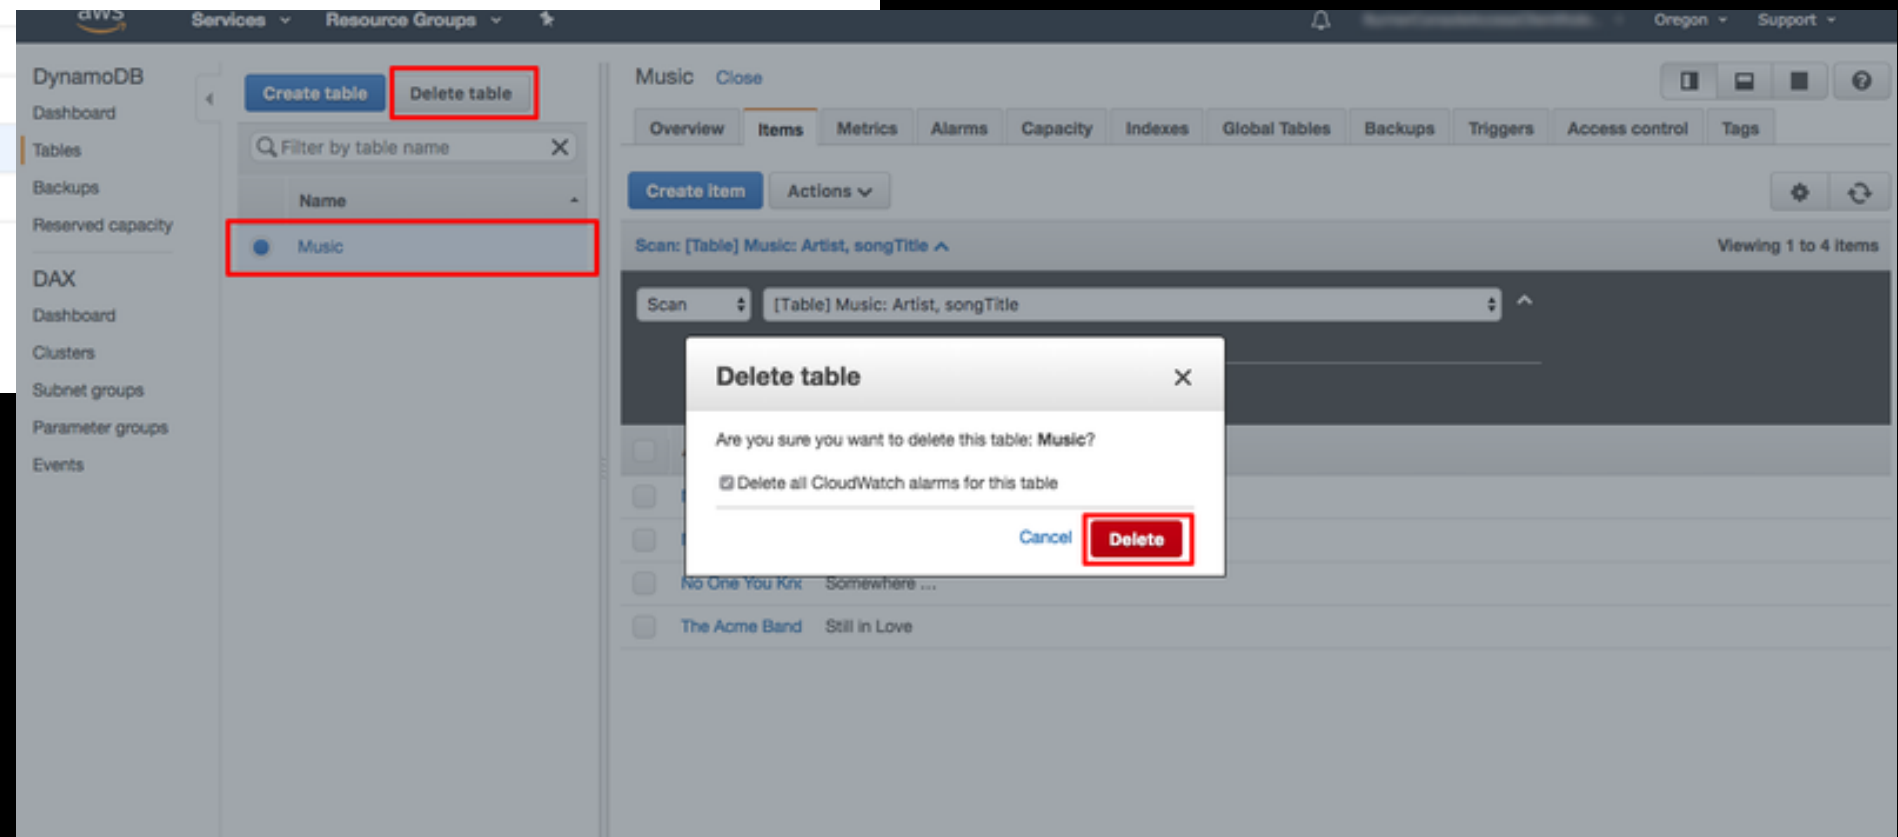 aws Services Resource Groups Oregon Support
DynamoDB
Dashboard
Tables
Backups
Reserved capacity
DAX
Dashboard
Clusters
Subnet groups
Parameter groups
Events
Create table Delete table
Filter by table name
Name
Music
Music Close
Overview Items Metrics Alarms Capacity Indexes Global Tables Backups Triggers Access control Tags
Create item Actions
Scan: [Table] Music: Artist, songTitle Viewing 1 to 4 items
Scan [Table] Music: Artist, songTitle
Delete table
Are you sure you want to delete this table: Music?
Delete all CloudWatch alarms for this table
Cancel Delete
No One You Somewhere ...
The Acme Band Still in Love